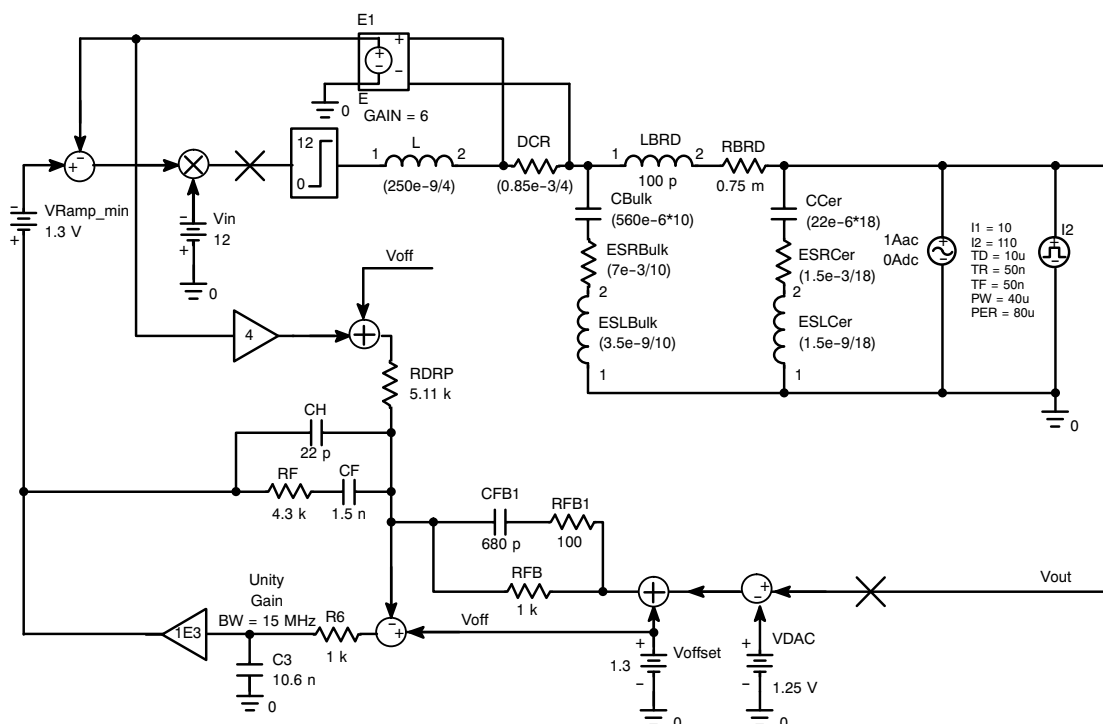 E1
+
+
−
−
E
0
GAIN = 6
−
+
12
0
L
1
2
(250e-9/4)
DCR
(0.85e-3/4)
LBRD
1
2
100 p
RBRD
0.75 m
−
+
VRamp_min
1.3 V
−
+
Vin
12
0
CBulk
(560e-6*10)
ESRBulk
(7e-3/10)
2
ESLBulk
(3.5e-9/10)
1
CCer
(22e-6*18)
ESRCer
(1.5e-3/18)
2
ESLCer
(1.5e-9/18)
1
1Aac
0Adc
+
−
I1 = 10
I2 = 110
TD = 10u
TR = 50n
TF = 50n
PW = 40u
PER = 80u
I2
+
−
0
Voff
4
+
RDRP
5.11 k
CH
22 p
RF
CF
4.3 k
1.5 n
CFB1
680 p
RFB1
100
RFB
1 k
+
−
−
Vout
Unity
Gain
BW = 15 MHz
1E3
R6
1 k
−
+
Voff
C3
10.6 n
0
+
1.3
−
Voffset
0
+
VDAC
−
1.25 V
0